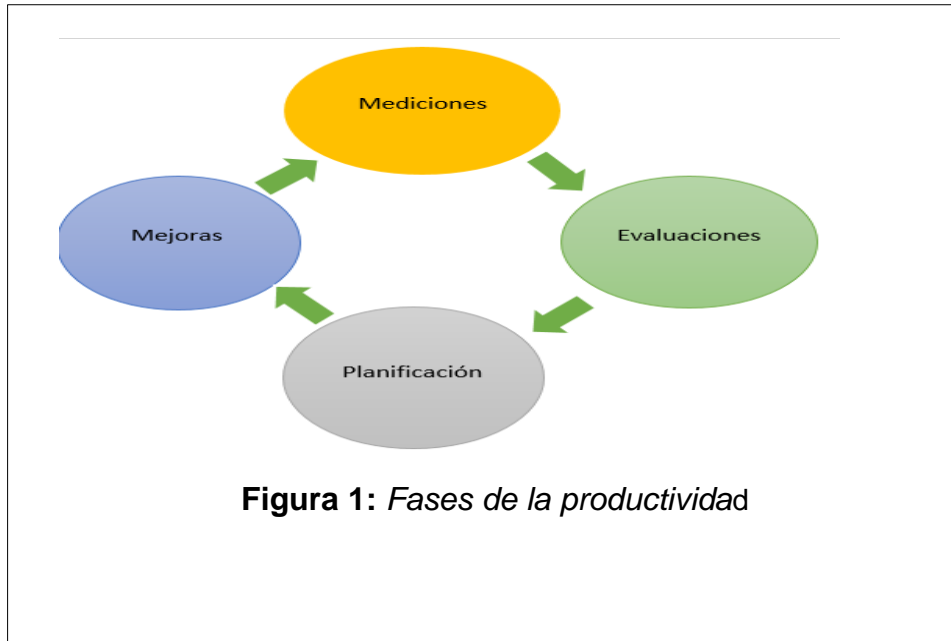 Mediciones
Mejoras
Evaluaciones
Planificación
Figura 1: Fases de la productividad